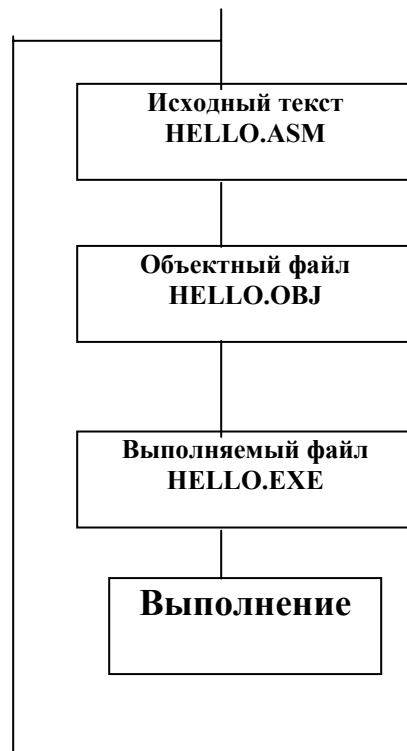 Исходный текст
HELLO.ASM
Объектный файл
HELLO.OBJ
Выполняемый файл
HELLO.EXE
Выполнение